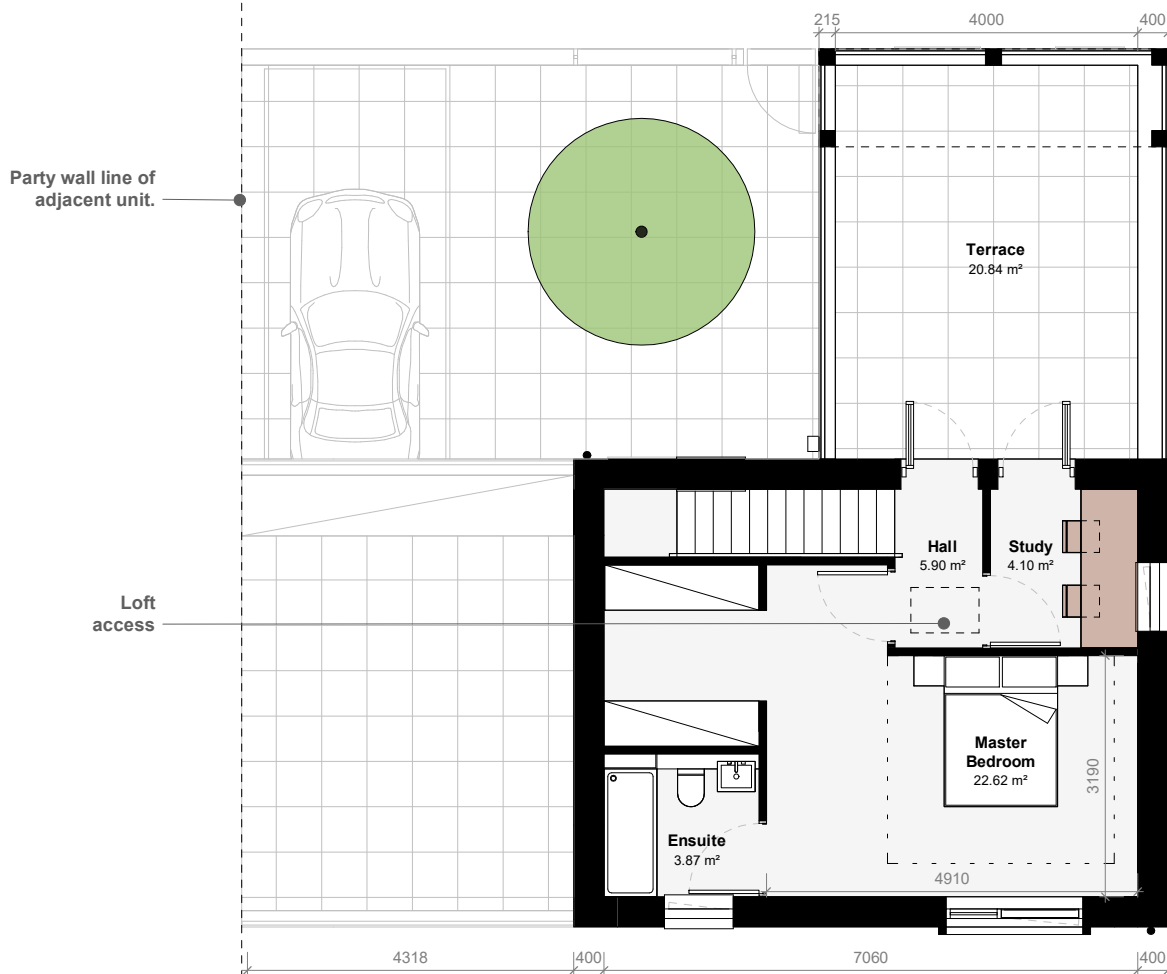 215
4000
400
Party wall line of
adjacent unit.
Terrace
20.84 m²
Hall
5.90 m²
Study
4.10 m²
Loft
access
Master
Bedroom
22.62 m²
3190
Ensuite
3.87 m²
4910
4318
400
7060
400